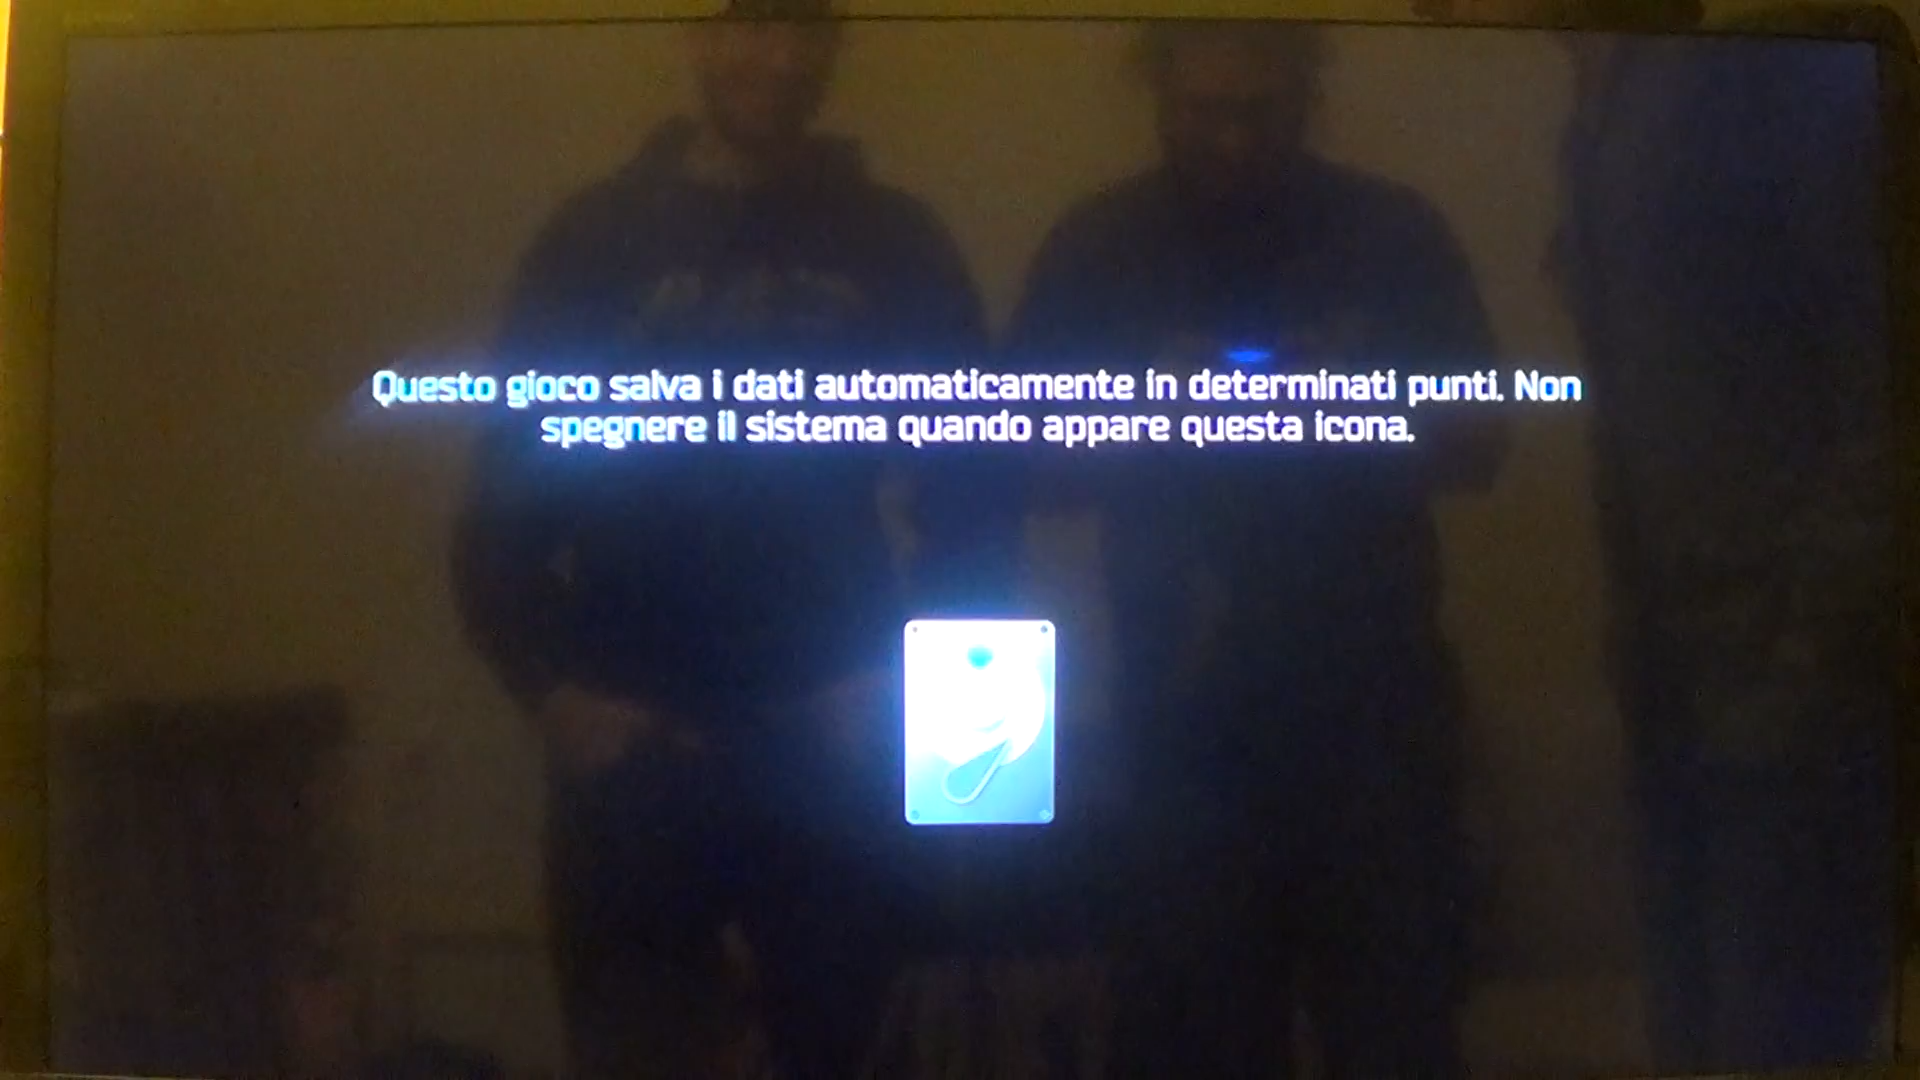 Questo gioco salva i dati automaticamente in determinati punti. Non
spegnere il sistema quando appare questa icona.